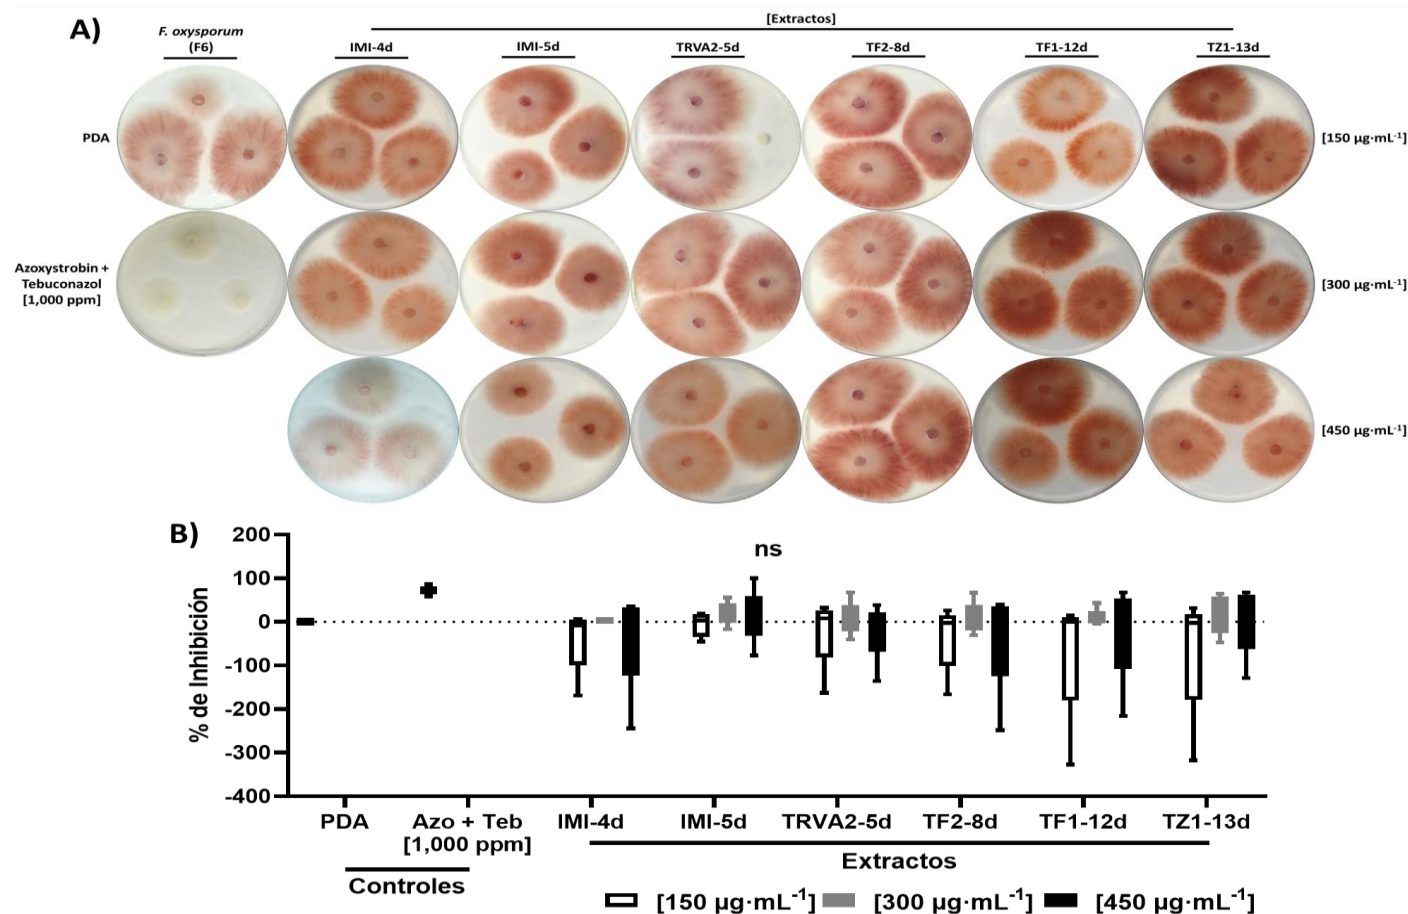 A)
[Extractos]
F. oxysporum
(F6)
IMI-4d
IMI-5d
TRVA2-5d
TF2-8d
TF1-12d
TZ1-13d
PDA
[150 µg·mL⁻¹]
Azoxystrobin +
Tebuconazol
[1,000 ppm]
[300 µg·mL⁻¹]
[450 µg·mL⁻¹]
B)
ns
% de Inhibición
200
100
0
-100
-200
-300
-400
PDA
Azo + Teb
[1,000 ppm]
IMI-4d
IMI-5d
TRVA2-5d
TF2-8d
TF1-12d
TZ1-13d
Controles
Extractos
[150 µg·mL⁻¹] [300 µg·mL⁻¹] [450 µg·mL⁻¹]